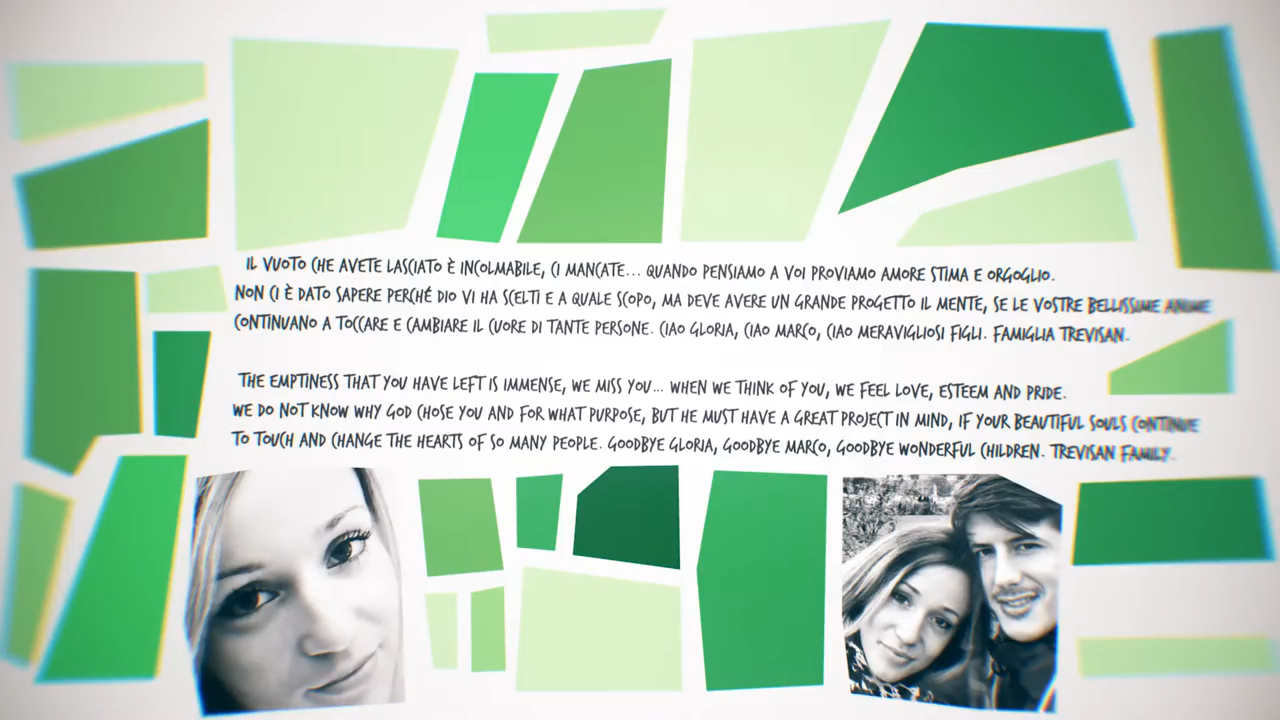 IL VUOTO CHE AVETE LASCIATO È INCOLMABILE, CI MANCATE... QUANDO PENSIAMO A VOI PROVIAMO AMORE STIMA E ORGOGLIO.
NON CI È DATO SAPERE PERCHÉ DIO VI HA SCELTI E A QUALE SCOPO, MA DEVE AVERE UN GRANDE PROGETTO IL MENTE, SE LE VOSTRE BELLISSIME ANIME
CONTINUANO A TOCCARE E CAMBIARE IL CUORE DI TANTE PERSONE. CIAO GLORIA, CIAO MARCO, CIAO MERAVIGLIOSI FIGLI. FAMIGLIA TREVISAN.
THE EMPTINESS THAT YOU HAVE LEFT IS IMMENSE, WE MISS YOU... WHEN WE THINK OF YOU, WE FEEL LOVE, ESTEEM AND PRIDE.
WE DO NOT KNOW WHY GOD CHOSE YOU AND FOR WHAT PURPOSE, BUT HE MUST HAVE A GREAT PROJECT IN MIND, IF YOUR BEAUTIFUL SOULS CONTINUE
TO TOUCH AND CHANGE THE HEARTS OF SO MANY PEOPLE. GOODBYE GLORIA, GOODBYE MARCO, GOODBYE WONDERFUL CHILDREN. TREVISAN FAMILY.